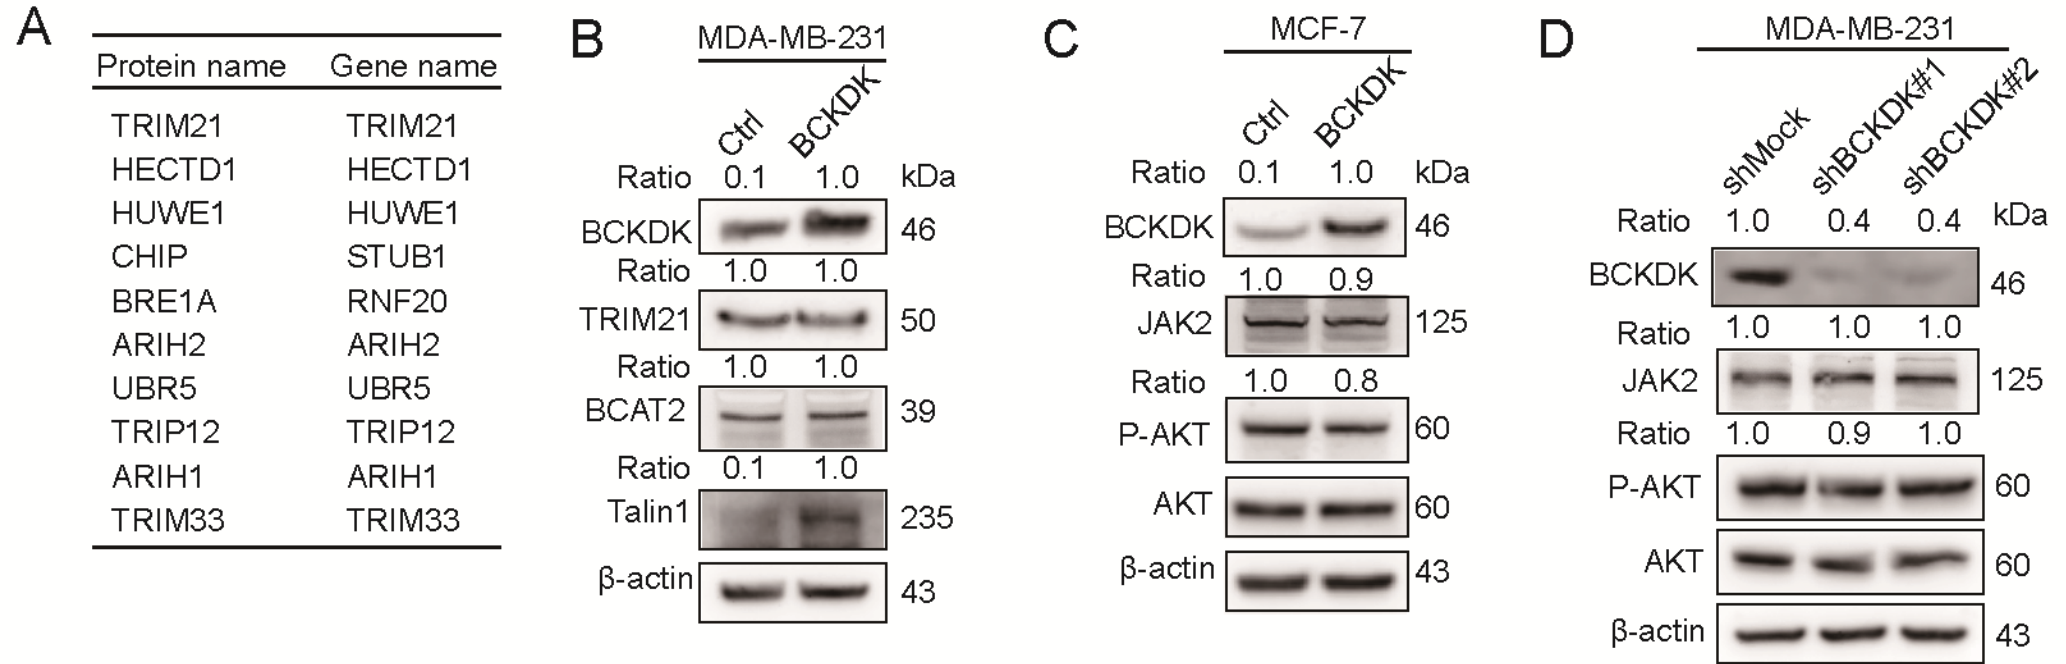 A
Protein name Gene name
TRIM21 TRIM21
HECTD1 HECTD1
HUWE1 HUWE1
CHIP STUB1
BRE1A RNF20
ARIH2 ARIH2
UBR5 UBR5
TRIP12 TRIP12
ARIH1 ARIH1
TRIM33 TRIM33
B
MDA-MB-231
Ctrl BCKDK
Ratio 0.1 1.0 kDa
BCKDK 46
Ratio 1.0 1.0
TRIM21 50
Ratio 1.0 1.0
BCAT2 39
Ratio 0.1 1.0
Talin1 235
β-actin 43
C
MCF-7
Ctrl BCKDK
Ratio 0.1 1.0 kDa
BCKDK 46
Ratio 1.0 0.9
JAK2 125
Ratio 1.0 0.8
P-AKT 60
AKT 60
β-actin 43
D
MDA-MB-231
shMock shBCKDK#1 shBCKDK#2
Ratio 1.0 0.4 0.4 kDa
BCKDK 46
Ratio 1.0 1.0 1.0
JAK2 125
Ratio 1.0 0.9 1.0
P-AKT 60
AKT 60
β-actin 43